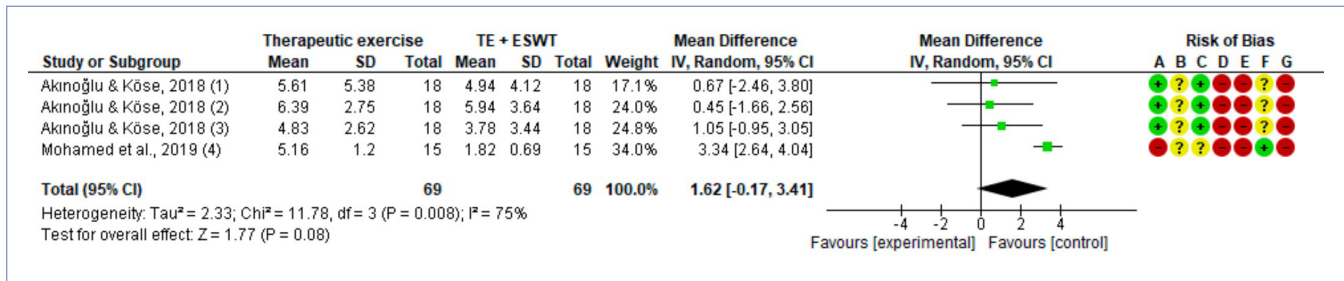 Therapeutic exercise TE + ESWT Mean Difference Mean Difference Risk of Bias
Study or Subgroup Mean SD Total Mean SD Total Weight IV, Random, 95% CI IV, Random, 95% CI A B C D E F G
Akınoğlu & Köse, 2018 (1) 5.61 5.38 18 4.94 4.12 18 17.1% 0.67 [-2.46, 3.80] + ? + − − ? −
Akınoğlu & Köse, 2018 (2) 6.39 2.75 18 5.94 3.64 18 24.0% 0.45 [-1.66, 2.56] + ? + − − ? −
Akınoğlu & Köse, 2018 (3) 4.83 2.62 18 3.78 3.44 18 24.8% 1.05 [-0.95, 3.05] + ? + − − ? −
Mohamed et al., 2019 (4) 5.16 1.2 15 1.82 0.69 15 34.0% 3.34 [2.64, 4.04] − ? ? − − + −
Total (95% CI) 69 69 100.0% 1.62 [-0.17, 3.41]
Heterogeneity: Tau² = 2.33; Chi² = 11.78, df = 3 (P = 0.008); I² = 75%
Test for overall effect: Z = 1.77 (P = 0.08)
-4 -2 0 2 4
Favours [experimental] Favours [control]